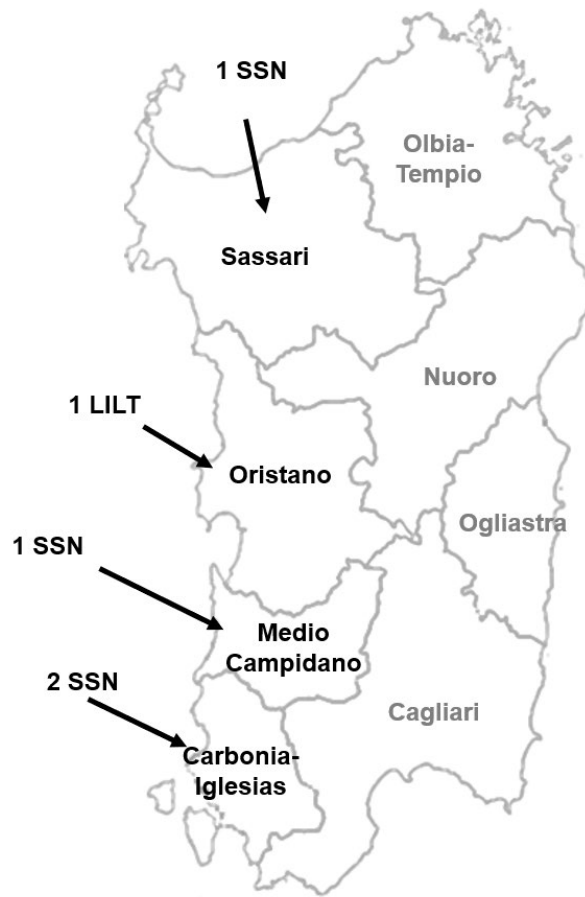 1 SSN
Olbia-
Tempio
Sassari
Nuoro
1 LILT
Oristano
Ogliastra
1 SSN
Medio
Campidano
2 SSN
Cagliari
Carbonia-
Iglesias